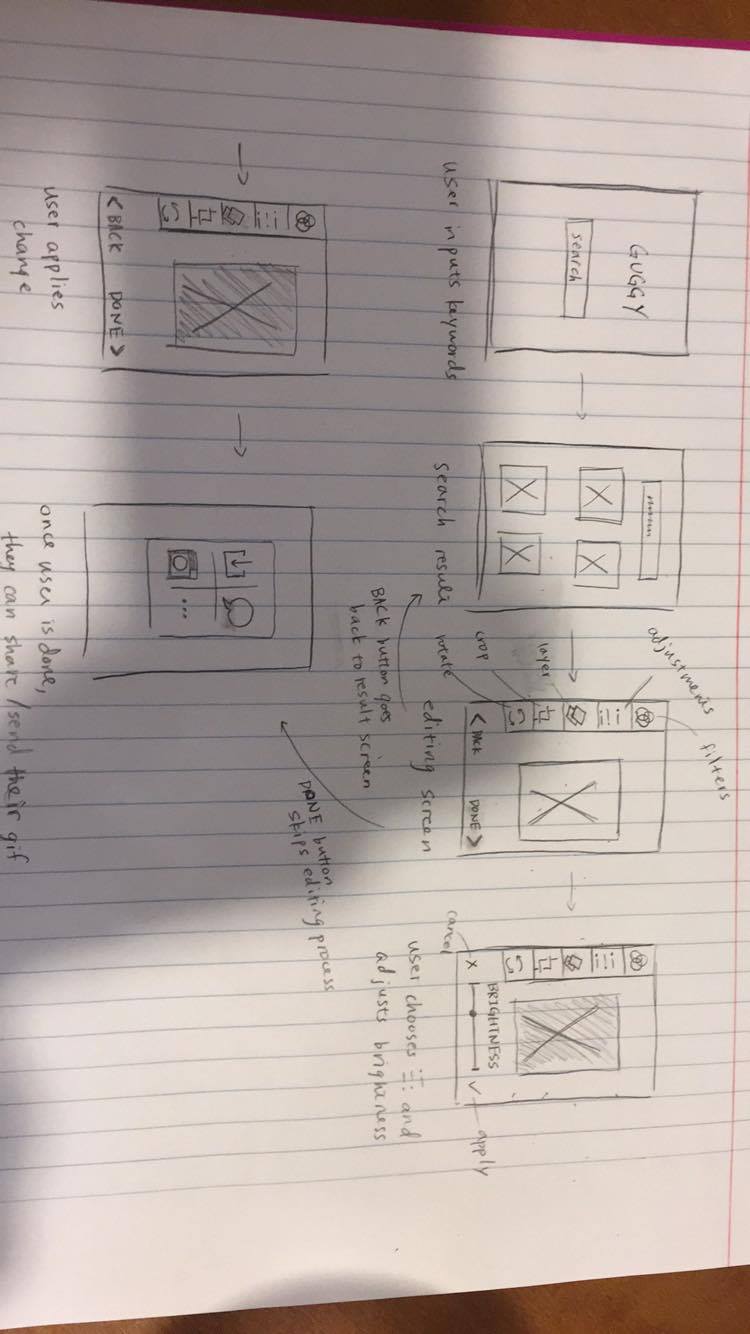 GUGGY
search
user inputs keywords
search result
filters
adjustments
layer
crop
rotate
< BACK DONE >
editing screen
BACK button goes
back to result screen
DONE button
skips editing process
BRIGHTNESS
X
✓
cancel
apply
user chooses and
adjusts brigheness
< BACK DONE >
user applies
change
...
once user is done,
they can share/send their gif